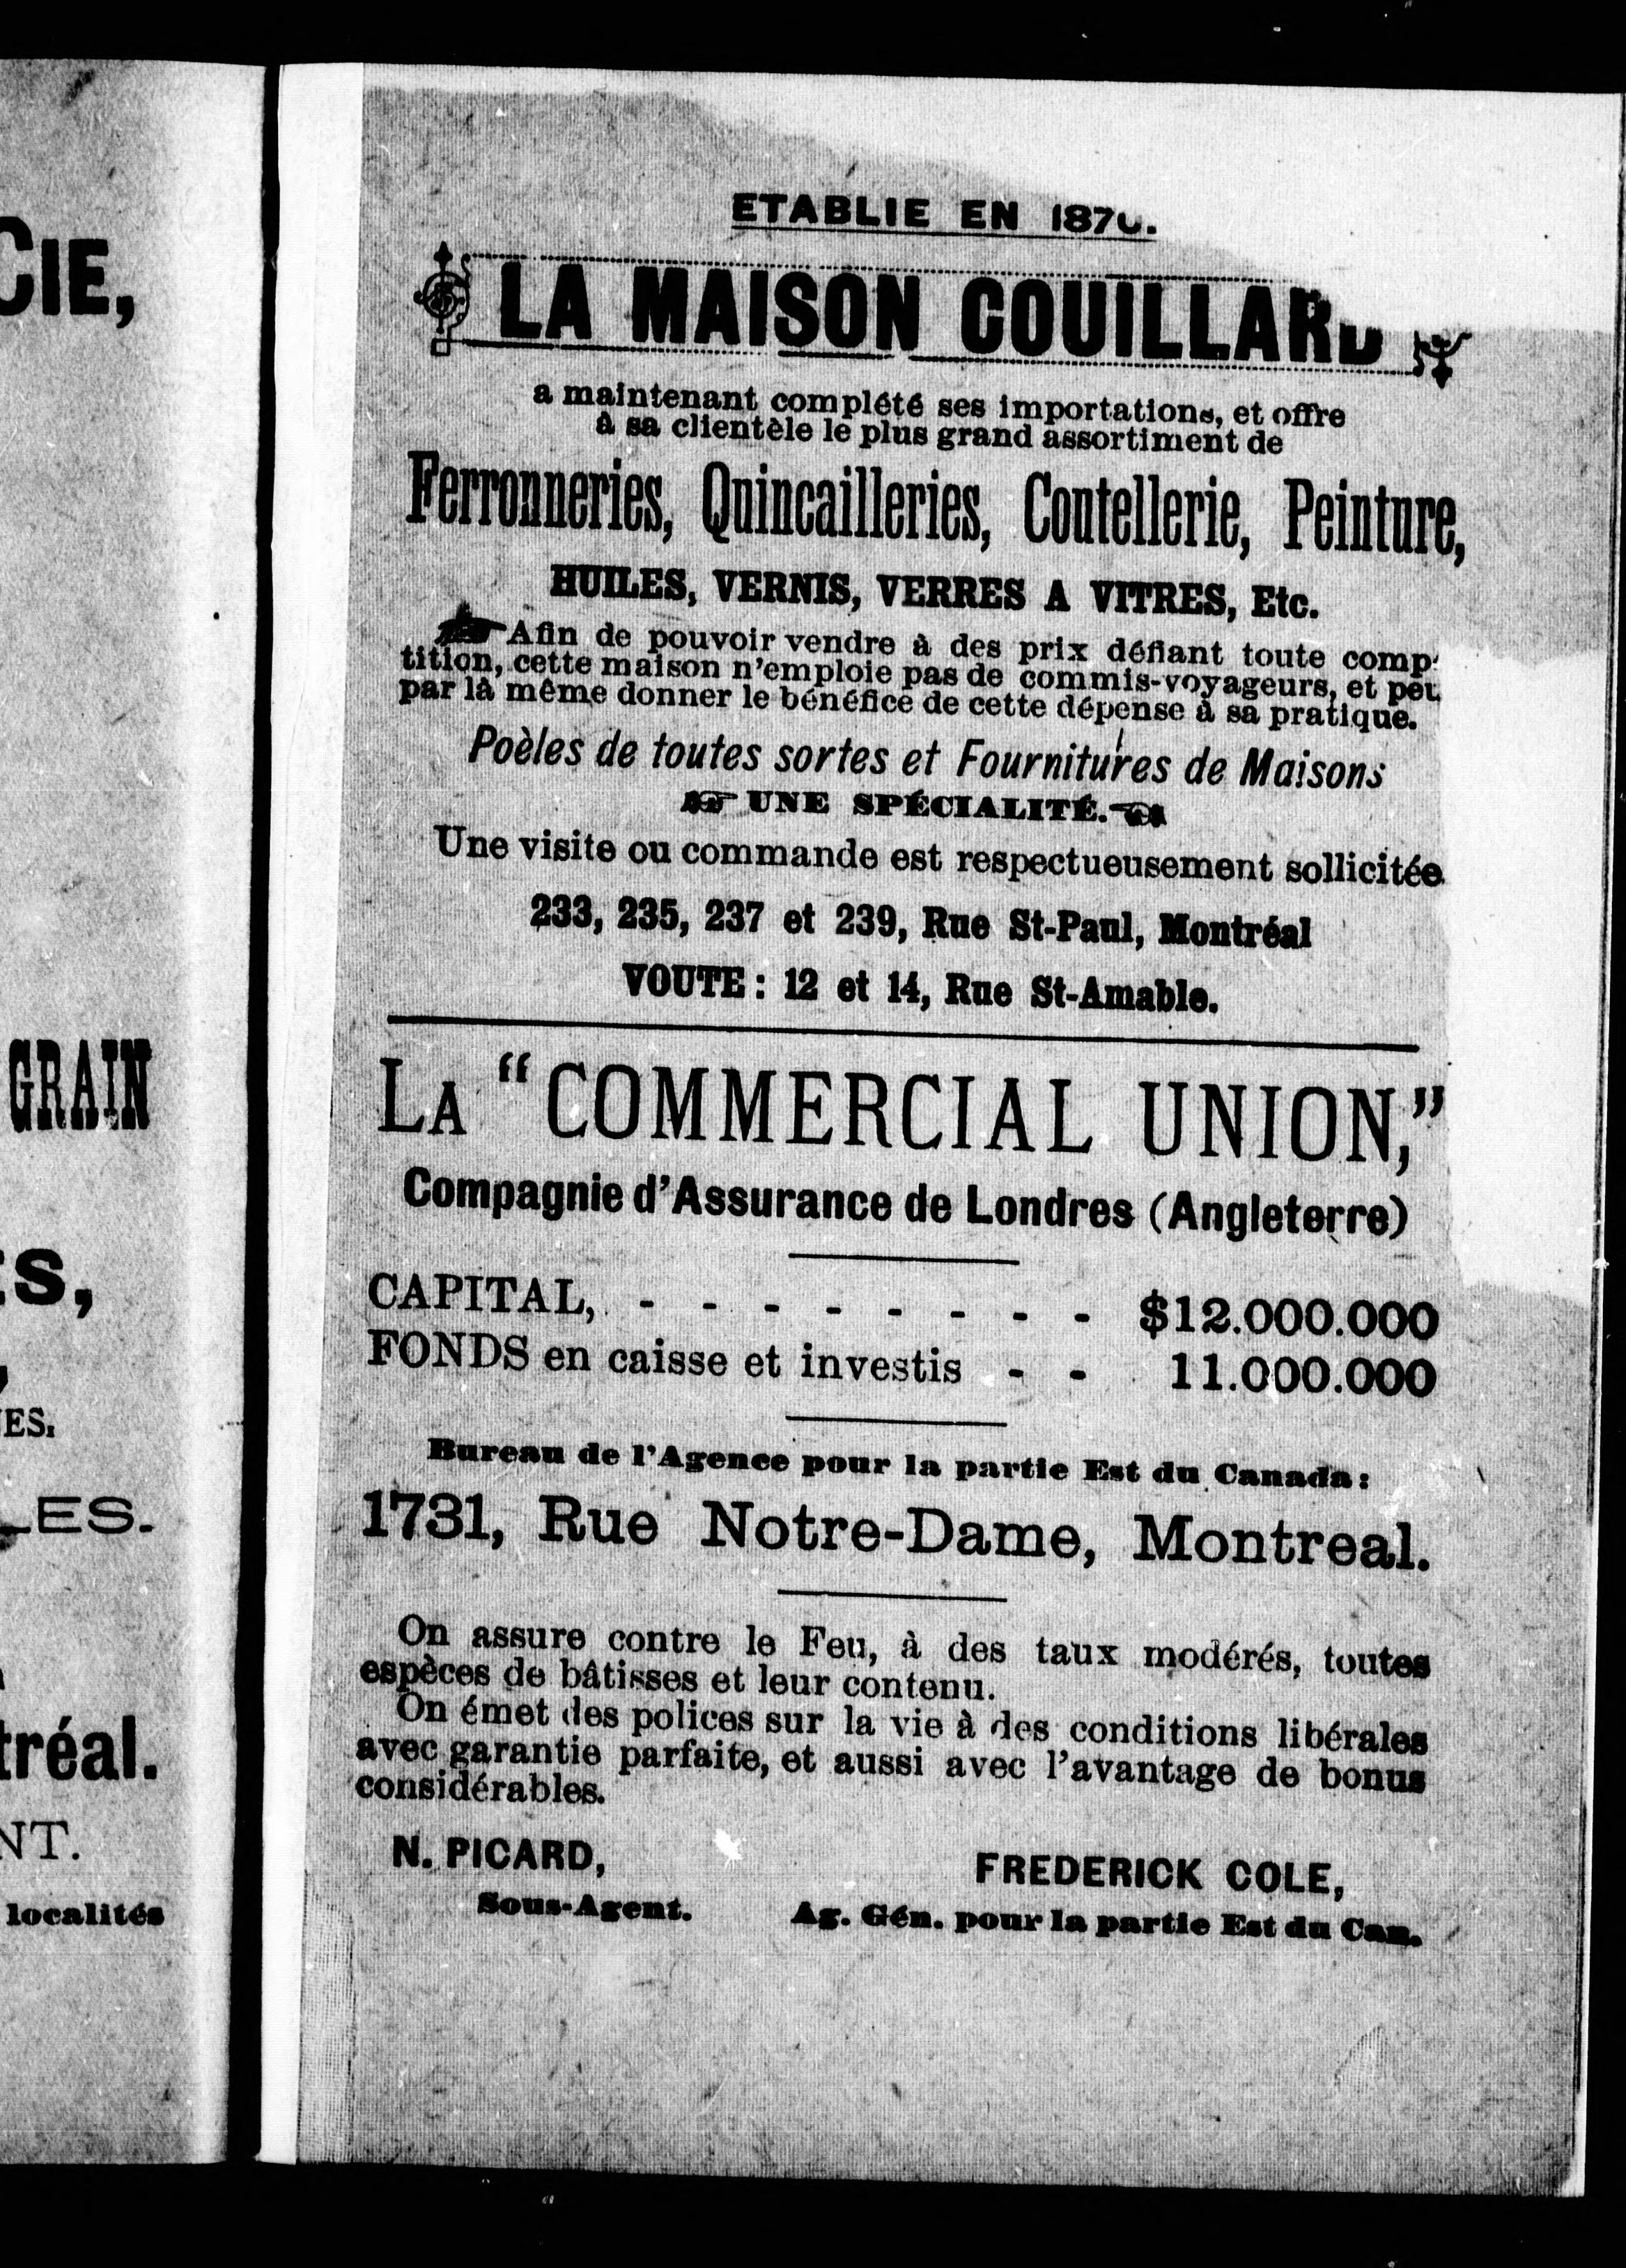 CIE,
GRAIN
S,
ES.
LES.
tréal.
NT.
localités
ETABLIE EN
LA MAISON COUILLARD
a maintenant complété ses importations, et offre
à sa clientèle le plus grand assortiment de
Ferronneries, Quincailleries, Coutellerie, Peinture,
HUILES, VERNIS, VERRES A VITRES, Etc.
Afin de pouvoir vendre à des prix défiant toute comp
tition, cette maison n'emploie pas de commis-voyageurs, et peu
par là même donner le bénéfice de cette dépense à sa pratique.
Poèles de toutes sortes et Fournitures de Maisons
UNE SPÉCIALITÉ.
Une visite ou commande est respectueusement sollicitée
233, 235, 237 et 239, Rue St-Paul, Montréal
VOUTE : 12 et 14, Rue St-Amable.
LA "COMMERCIAL UNION,"
Compagnie d'Assurance de Londres (Angleterre)
CAPITAL, - - - - - - - - $12.000.000
FONDS en caisse et investis - - 11.000.000
Bureau de l'Agence pour la partie Est du Canada :
1731, Rue Notre-Dame, Montreal.
On assure contre le Feu, à des taux modérés, toutes
espèces de bâtisses et leur contenu.
On émet des polices sur la vie à des conditions libérales
avec garantie parfaite, et aussi avec l'avantage de bonus
considérables.
N. PICARD,
Sous-Agent.
FREDERICK COLE,
Ag. Gén. pour la partie Est du Can.